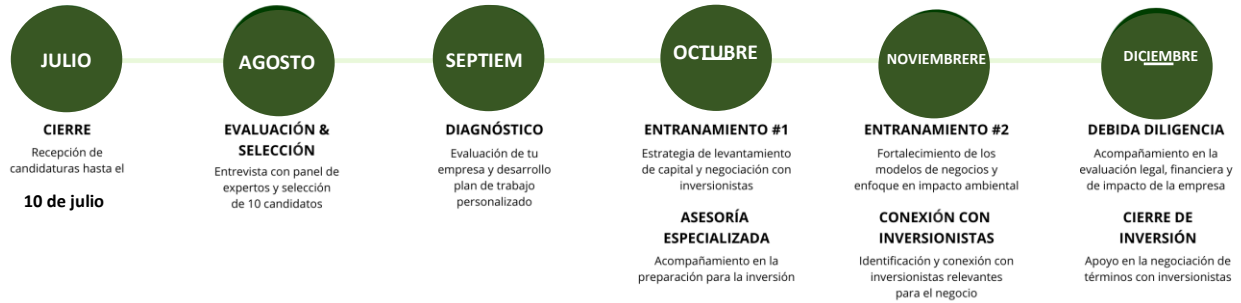 JULIO
CIERRE
Recepción de
candidaturas hasta el
10 de julio
AGOSTO
EVALUACIÓN &
SELECCIÓN
Entrevista con panel de
expertos y selección
de 10 candidatos
SEPTIEM
DIAGNÓSTICO
Evaluación de tu
empresa y desarrollo
plan de trabajo
personalizado
OCTUBRE
ENTRANAMIENTO #1
Estrategia de levantamiento
de capital y negociación con
inversionistas
ASESORÍA
ESPECIALIZADA
Acompañamiento en la
preparación para la inversión
NOVIEMBRERE
ENTRANAMIENTO #2
Fortalecimiento de los
modelos de negocios y
enfoque en impacto ambiental
CONEXIÓN CON
INVERSIONISTAS
Identificación y conexión con
inversionistas relevantes
para el negocio
DICIEMBRE
DEBIDA DILIGENCIA
Acompañamiento en la
evaluación legal, financiera y
de impacto de la empresa
CIERRE DE
INVERSIÓN
Apoyo en la negociación de
términos con inversionistas